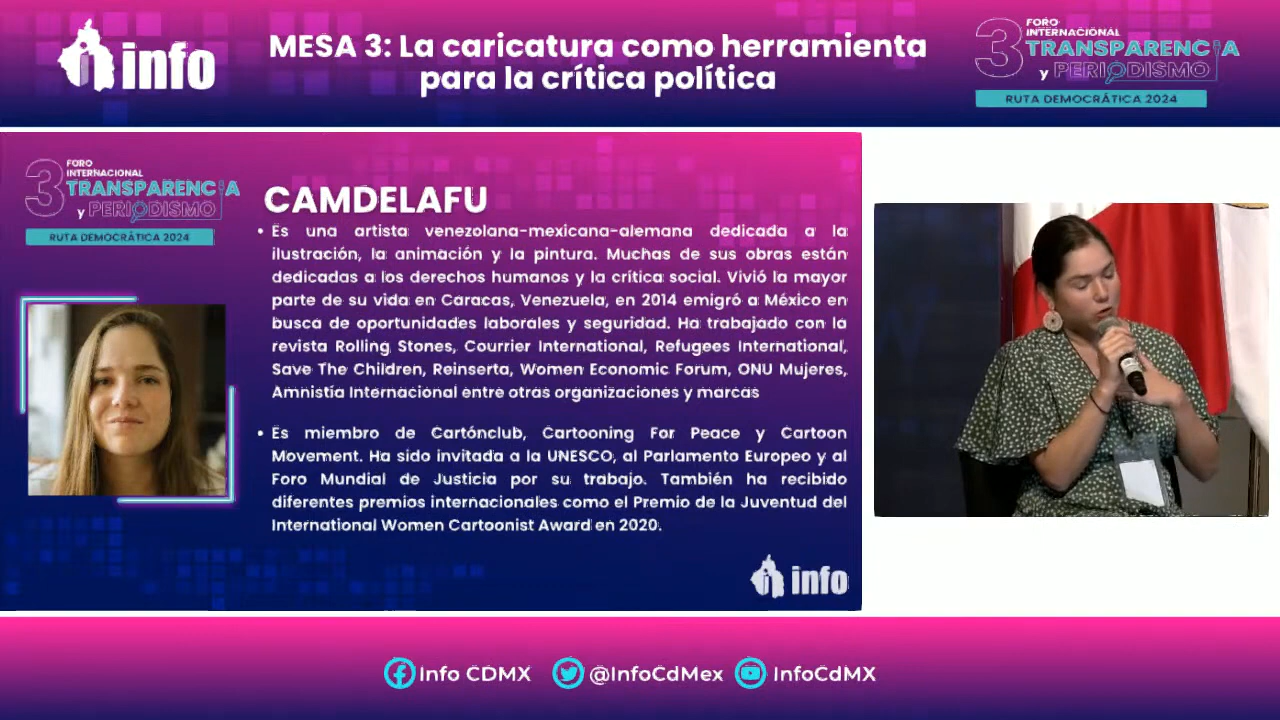 info
MESA 3: La caricatura como herramienta
para la crítica política
3 FORO
INTERNACIONAL
TRANSPARENCIA
y PERIODISMO
RUTA DEMOCRÁTICA 2024
3 FORO
INTERNACIONAL
TRANSPARENCIA
y PERIODISMO
RUTA DEMOCRÁTICA 2024
CAMDELAFU
• Es una artista venezolana-mexicana-alemana dedicada a la
ilustración, la animación y la pintura. Muchas de sus obras están
dedicadas a los derechos humanos y la crítica social. Vivió la mayor
parte de su vida en Caracas, Venezuela, en 2014 emigró a México en
busca de oportunidades laborales y seguridad. Ha trabajado con la
revista Rolling Stones, Courrier International, Refugees International,
Save The Children, Reinserta, Women Economic Forum, ONU Mujeres,
Amnistía Internacional entre otras organizaciones y marcas
• Es miembro de Cartónclub, Cartooning For Peace y Cartoon
Movement. Ha sido invitada a la UNESCO, al Parlamento Europeo y al
Foro Mundial de Justicia por su trabajo. También ha recibido
diferentes premios internacionales como el Premio de la Juventud del
International Women Cartoonist Award en 2020.
info
Info CDMX @InfoCdMex InfoCdMX